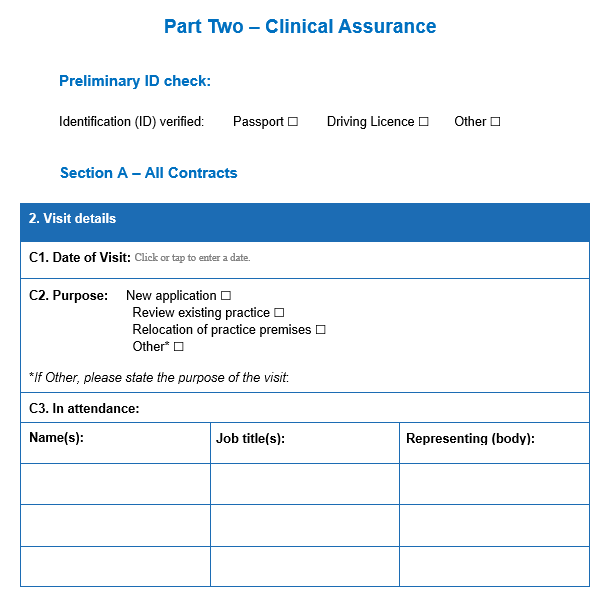 Part Two – Clinical Assurance
Preliminary ID check:
Identification (ID) verified: Passport ☐ Driving Licence ☐ Other ☐
Section A – All Contracts
2. Visit details
C1. Date of Visit: Click or tap to enter a date.
C2. Purpose: New application ☐
Review existing practice ☐
Relocation of practice premises ☐
Other* ☐
*If Other, please state the purpose of the visit:
C3. In attendance:
Name(s): Job title(s): Representing (body):